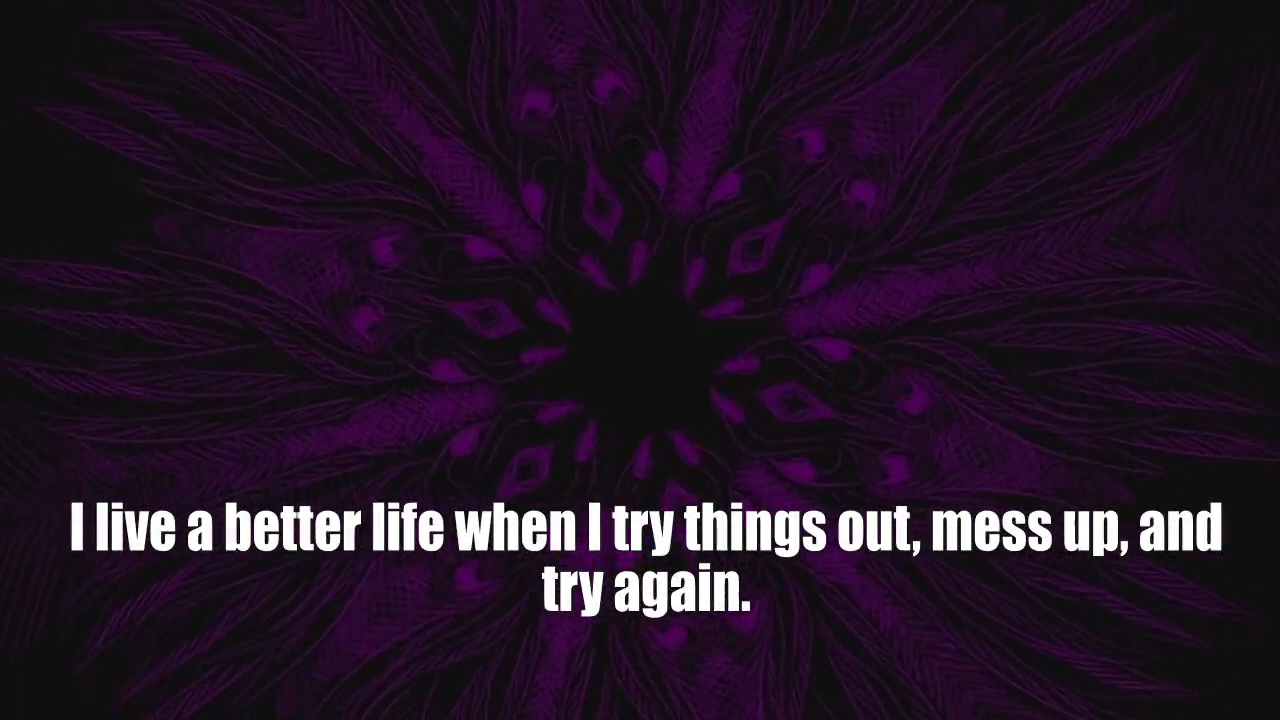 I live a better life when I try things out, mess up, and
try again.